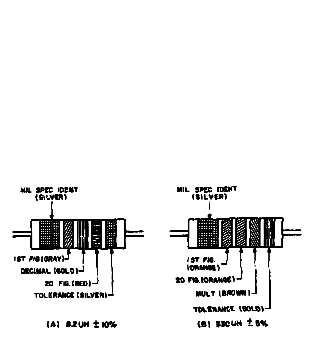 MIL SPEC IDENT
(SILVER)
1ST FIG(GRAY)
DECIMAL (GOLD)
2D FIG.(RED)
TOLERANCE (SILVER)
(A) 8.2UH ± 10%
MIL SPEC IDENT
(SILVER)
1ST FIG.
(ORANGE)
2D FIG.(ORANGE)
MULT (BROWN)
TOLERANCE (GOLD)
(B) 330UH ± 5%